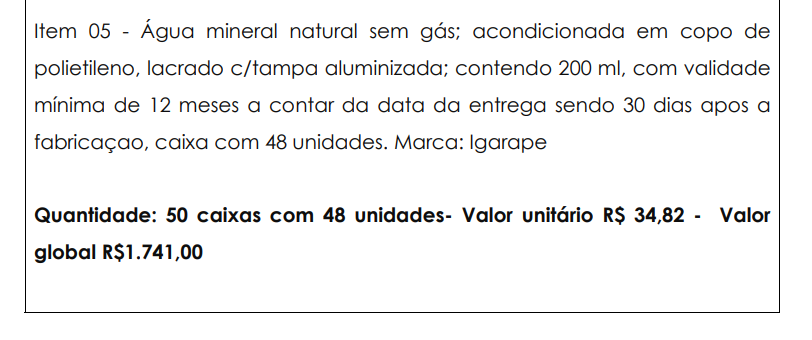 Item 05 - Água mineral natural sem gás; acondicionada em copo de
polietileno, lacrado c/tampa aluminizada; contendo 200 ml, com validade
mínima de 12 meses a contar da data da entrega sendo 30 dias apos a
fabricaçao, caixa com 48 unidades. Marca: Igarape
Quantidade: 50 caixas com 48 unidades- Valor unitário R$ 34,82 - Valor
global R$1.741,00